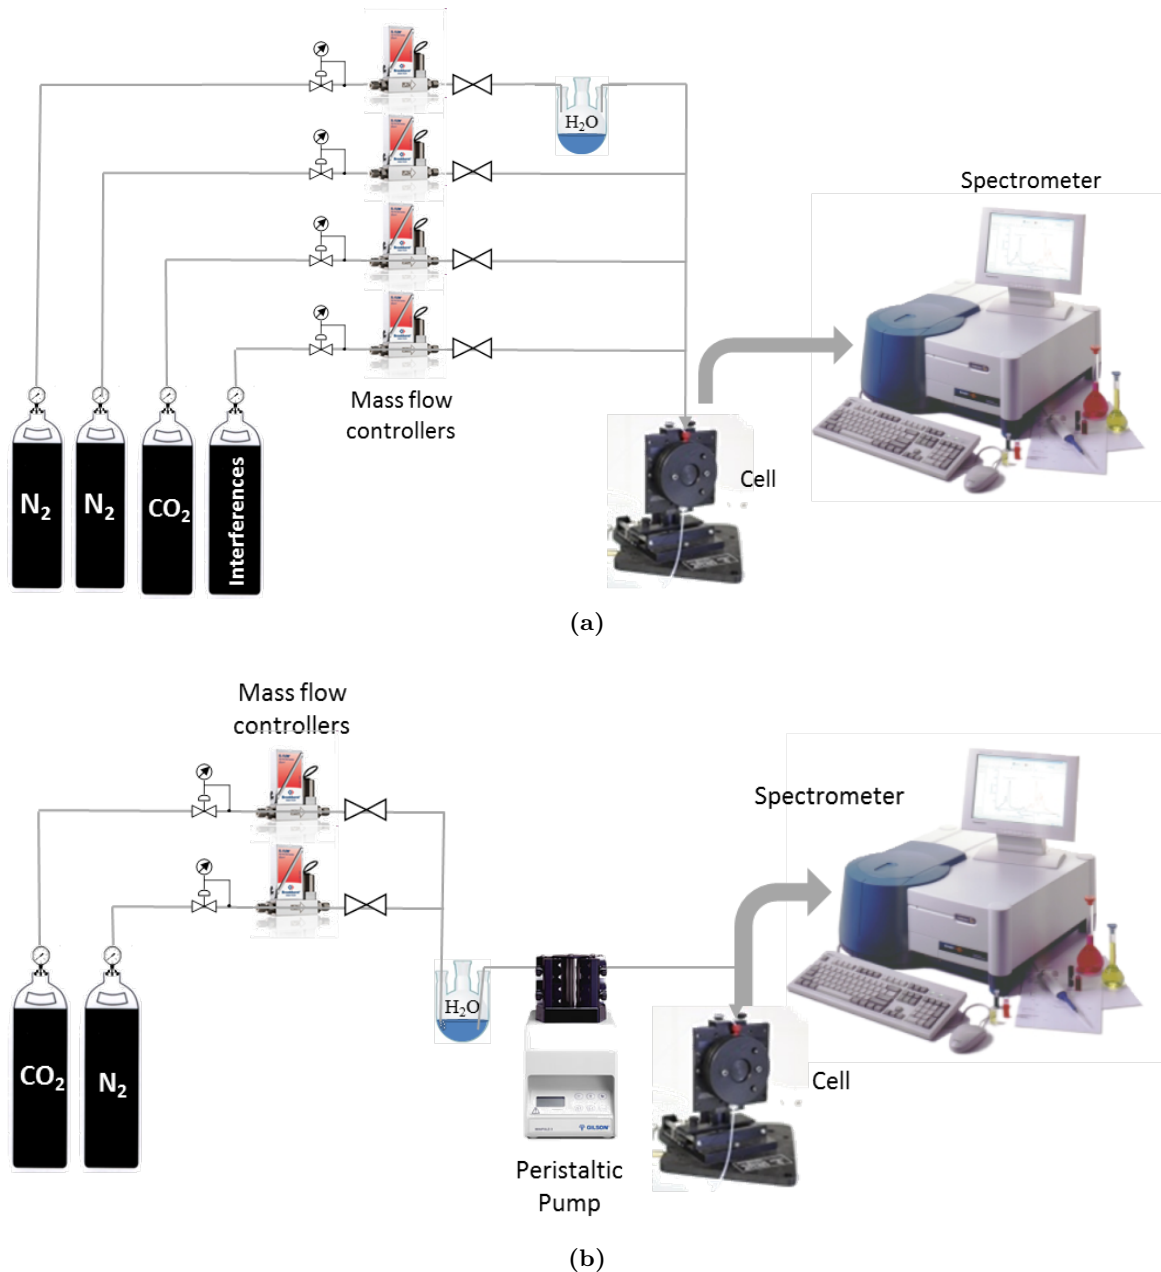 H₂O
Spectrometer
Mass flow
controllers
Cell
N₂
N₂
CO₂
Interferences
(a)
Mass flow
controllers
Spectrometer
H₂O
CO₂
N₂
GILSON
Cell
Peristaltic
Pump
(b)